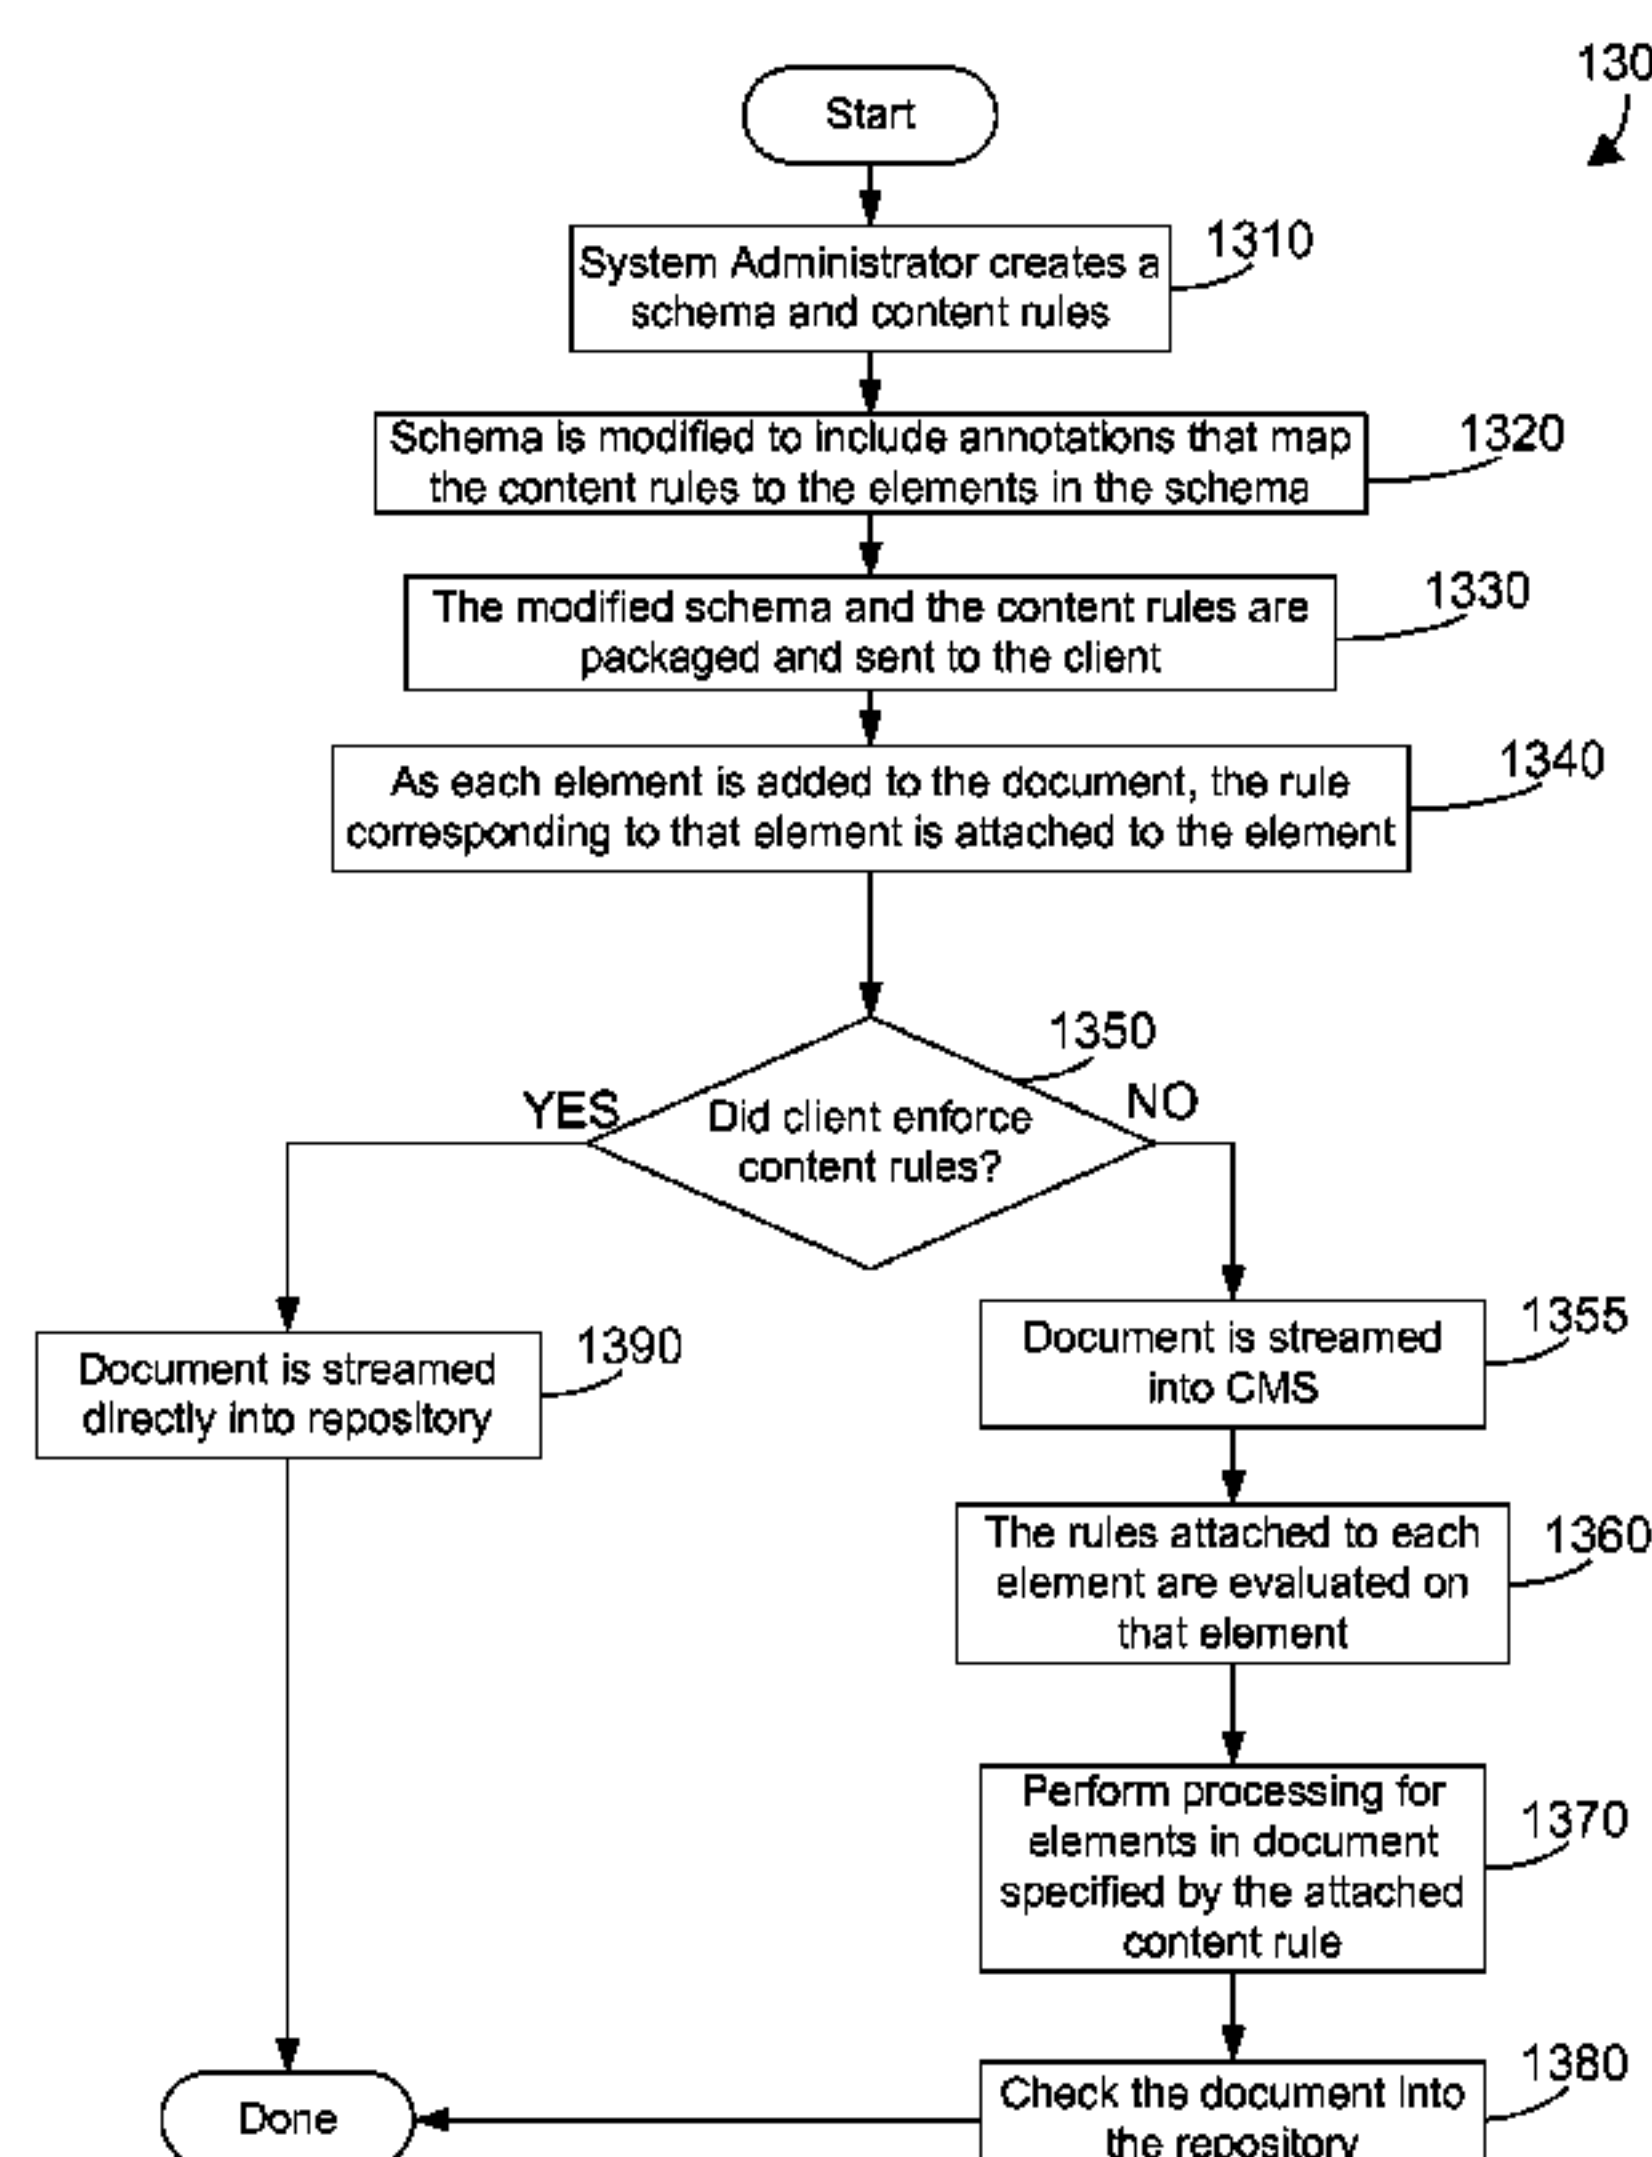 130
Start
1310
System Administrator creates a
schema and content rules
1320
Schema is modified to include annotations that map
the content rules to the elements in the schema
1330
The modified schema and the content rules are
packaged and sent to the client
1340
As each element is added to the document, the rule
corresponding to that element is attached to the element
1350
YES
NO
Did client enforce
content rules?
1390
Document is streamed
directly into repository
1355
Document is streamed
into CMS
1360
The rules attached to each
element are evaluated on
that element
1370
Perform processing for
elements in document
specified by the attached
content rule
1380
Check the document into
the repository
Done